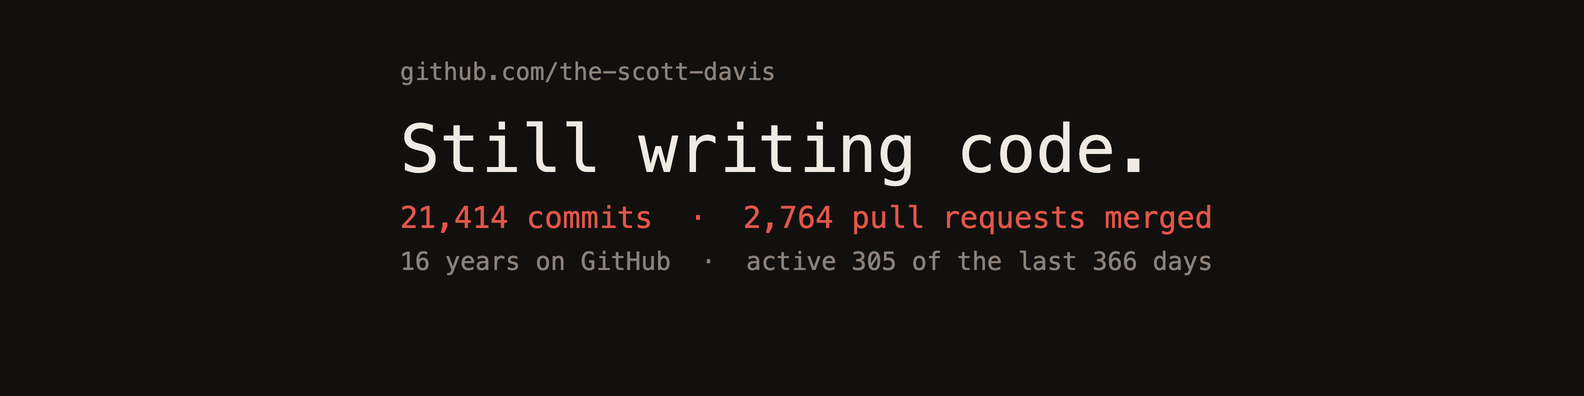 github.com/the-scott-davis
Still writing code.
21,414 commits · 2,764 pull requests merged
16 years on GitHub · active 305 of the last 366 days